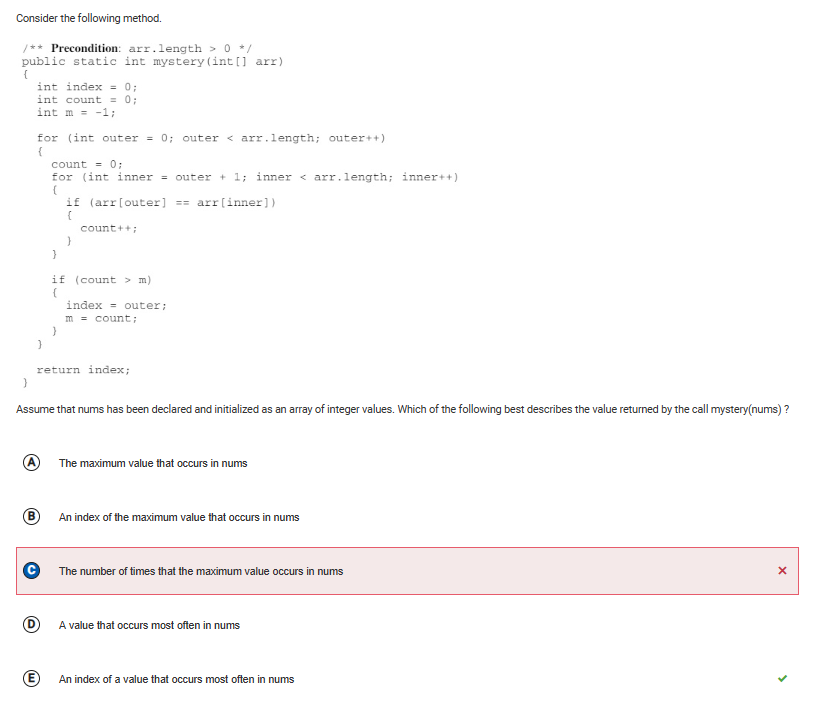 Consider the following method.
/** Precondition: arr.length > 0 */
public static int mystery(int[] arr)
{
int index = 0;
int count = 0;
int m = -1;
for (int outer = 0; outer < arr.length; outer++)
{
count = 0;
for (int inner = outer + 1; inner < arr.length; inner++)
{
if (arr[outer] == arr[inner])
{
count++;
}
}
if (count > m)
{
index = outer;
m = count;
}
}
return index;
}
Assume that nums has been declared and initialized as an array of integer values. Which of the following best describes the value returned by the call mystery(nums) ?
A The maximum value that occurs in nums
B An index of the maximum value that occurs in nums
C The number of times that the maximum value occurs in nums
D A value that occurs most often in nums
E An index of a value that occurs most often in nums